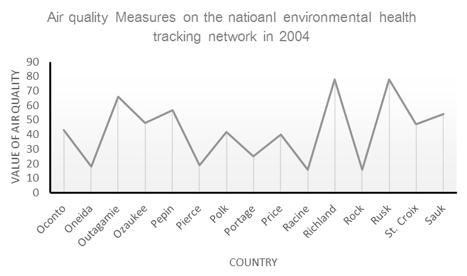 Air quality Measures on the natioanl environmental health
tracking network in 2004
VALUE OF AIR QUALITY
90
80
70
60
50
40
30
20
10
0
Oconto
Oneida
Outagamie
Ozaukee
Pepin
Pierce
Polk
Portage
Price
Racine
Richland
Rock
Rusk
St. Croix
Sauk
COUNTRY